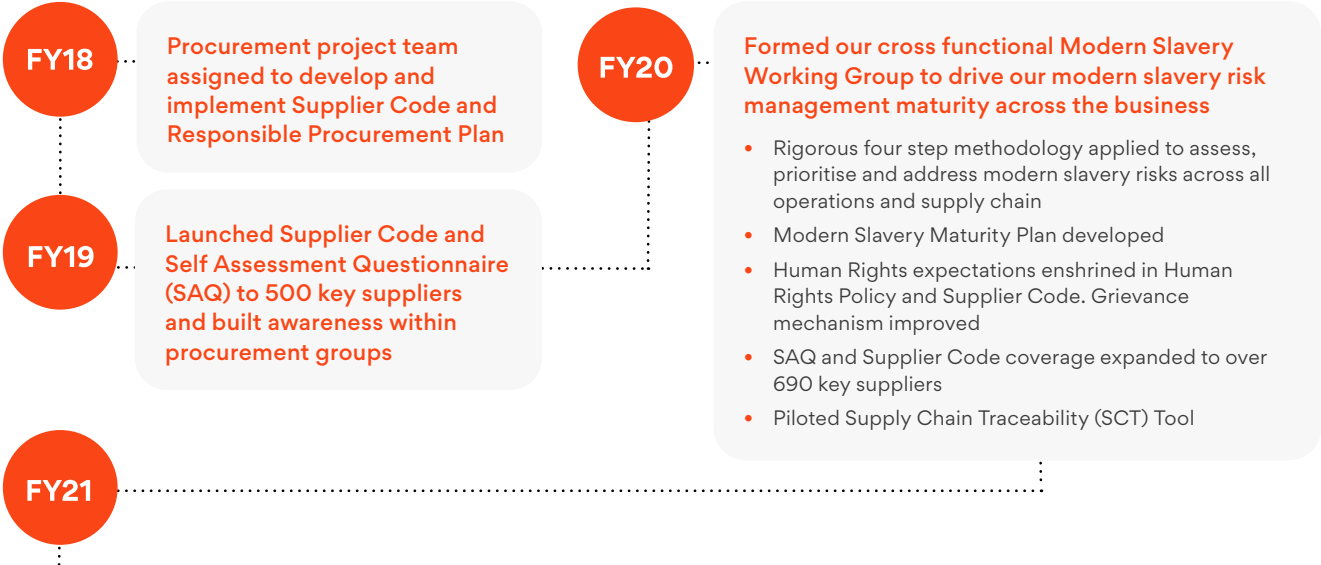 FY18
Procurement project team
assigned to develop and
implement Supplier Code and
Responsible Procurement Plan
FY19
Launched Supplier Code and
Self Assessment Questionnaire
(SAQ) to 500 key suppliers
and built awareness within
procurement groups
FY20
Formed our cross functional Modern Slavery
Working Group to drive our modern slavery risk
management maturity across the business
• Rigorous four step methodology applied to assess,
prioritise and address modern slavery risks across all
operations and supply chain
• Modern Slavery Maturity Plan developed
• Human Rights expectations enshrined in Human
Rights Policy and Supplier Code. Grievance
mechanism improved
• SAQ and Supplier Code coverage expanded to over
690 key suppliers
• Piloted Supply Chain Traceability (SCT) Tool
FY21